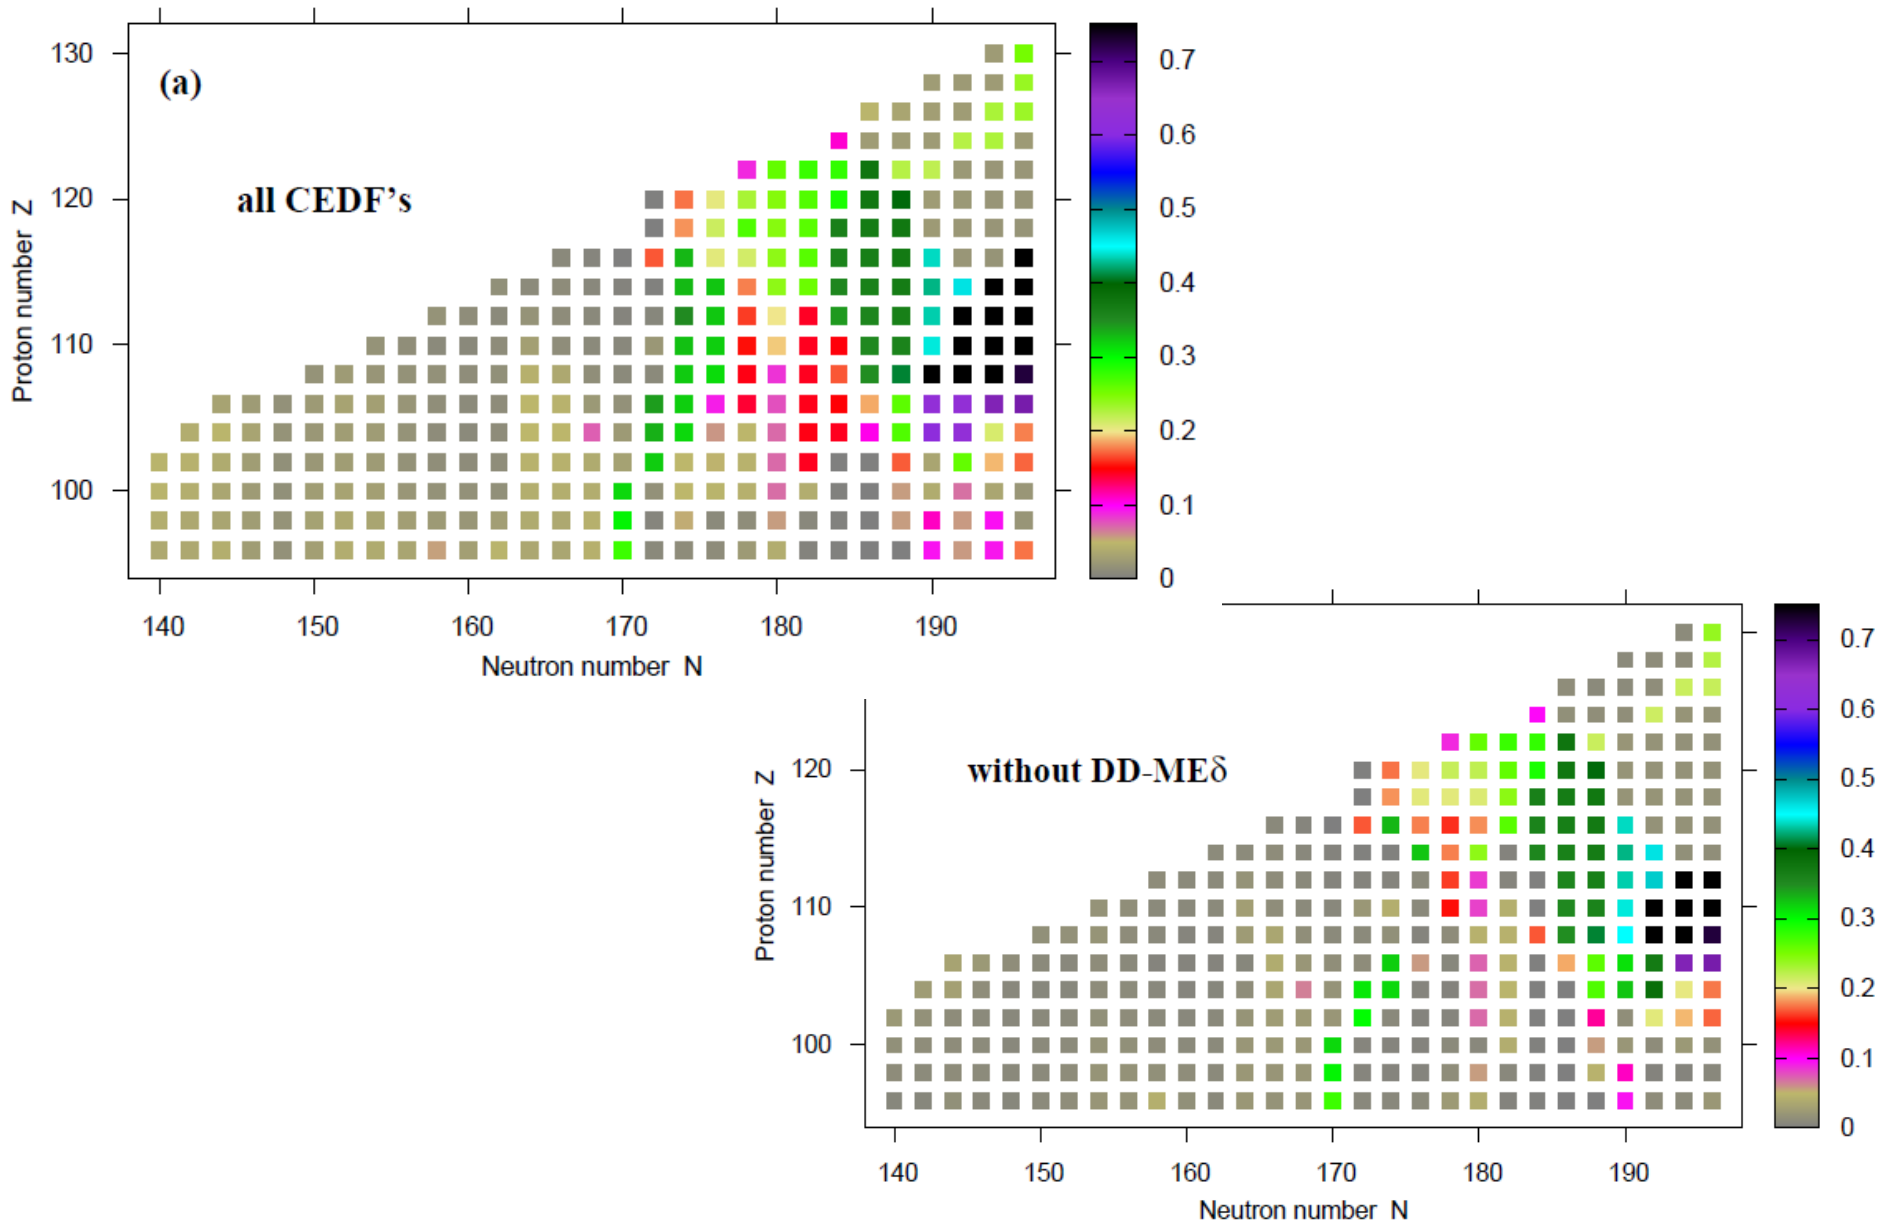 (a)
all CEDF's
Proton number Z
130
120
110
100
140 150 160 170 180 190
Neutron number N
0.7
0.6
0.5
0.4
0.3
0.2
0.1
0
without DD-MEδ
Proton number Z
120
110
100
140 150 160 170 180 190
Neutron number N
0.7
0.6
0.5
0.4
0.3
0.2
0.1
0